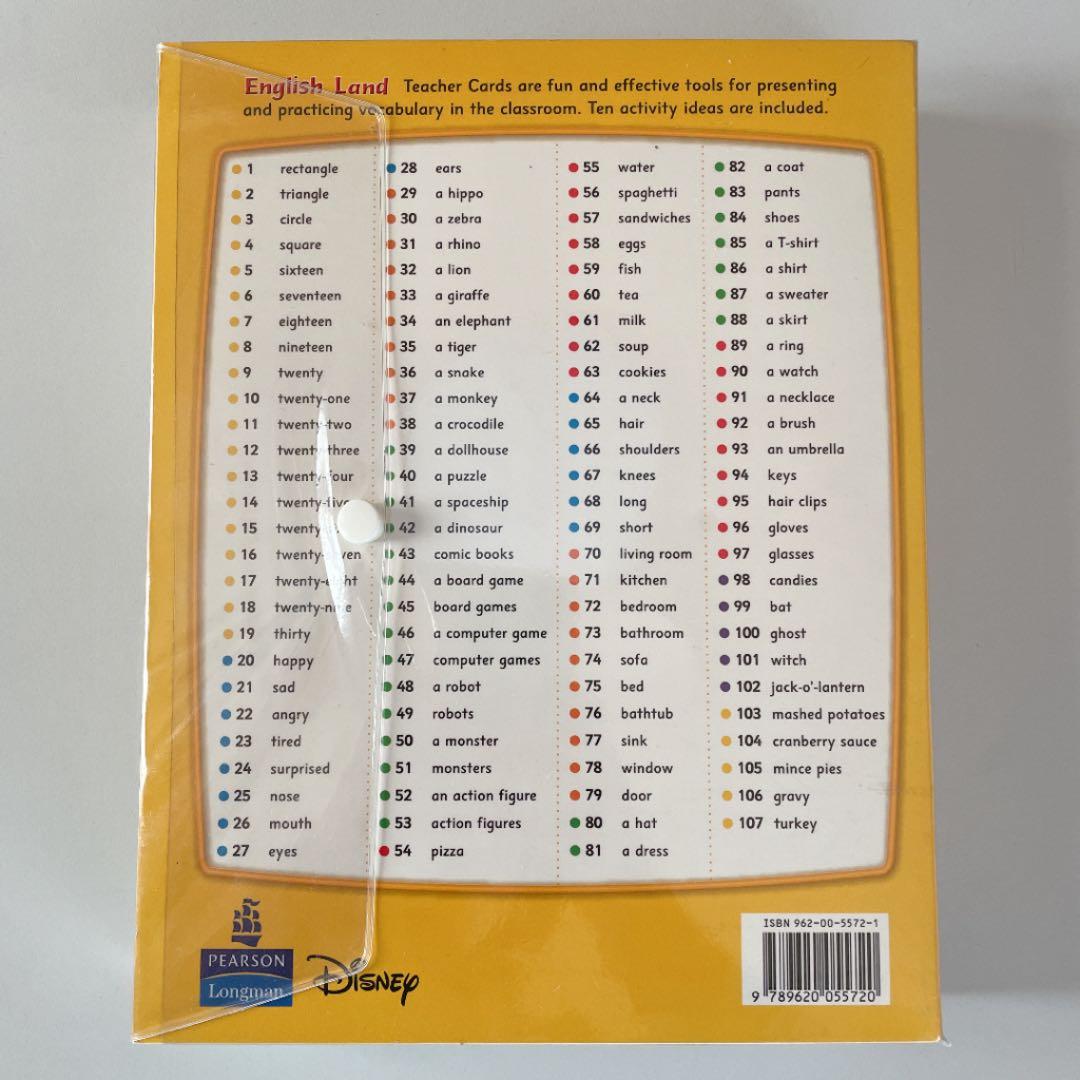 English Land Teacher Cards are fun and effective tools for presenting
and practicing vocabulary in the classroom. Ten activity ideas are included.
1 rectangle
2 triangle
3 circle
4 square
5 sixteen
6 seventeen
7 eighteen
8 nineteen
9 twenty
10 twenty-one
11 twenty-two
12 twenty-three
13 twenty-four
14 twenty-five
15
16 twenty-seven
17 twenty-eight
18 twenty-nine
19 thirty
20 happy
21 sad
22 angry
23 tired
24 surprised
25 nose
26 mouth
27 eyes
28 ears
29 a hippo
30 a zebra
31 a rhino
32 a lion
33 a giraffe
34 an elephant
35 a tiger
36 a snake
37 a monkey
38 a crocodile
39 a dollhouse
40 a puzzle
41 a spaceship
42 a dinosaur
43 comic books
44 a board game
45 board games
46 a computer game
47 computer games
48 a robot
49 robots
50 a monster
51 monsters
52 an action figure
53 action figures
54 pizza
55 water
56 spaghetti
57 sandwiches
58 eggs
59 fish
60 tea
61 milk
62 soup
63 cookies
64 a neck
65 hair
66 shoulders
67 knees
68 long
69 short
70 living room
71 kitchen
72 bedroom
73 bathroom
74 sofa
75 bed
76 bathtub
77 sink
78 window
79 door
80 a hat
81 a dress
82 a coat
83 pants
84 shoes
85 a T-shirt
86 a shirt
87 a sweater
88 a skirt
89 a ring
90 a watch
91 a necklace
92 a brush
93 an umbrella
94 keys
95 hair clips
96 gloves
97 glasses
98 candies
99 bat
100 ghost
101 witch
102 jack-o'-lantern
103 mashed potatoes
104 cranberry sauce
105 mince pies
106 gravy
107 turkey
PEARSON
Longman
DISNEY
ISBN 962-00-5572-1
9 789620 055720